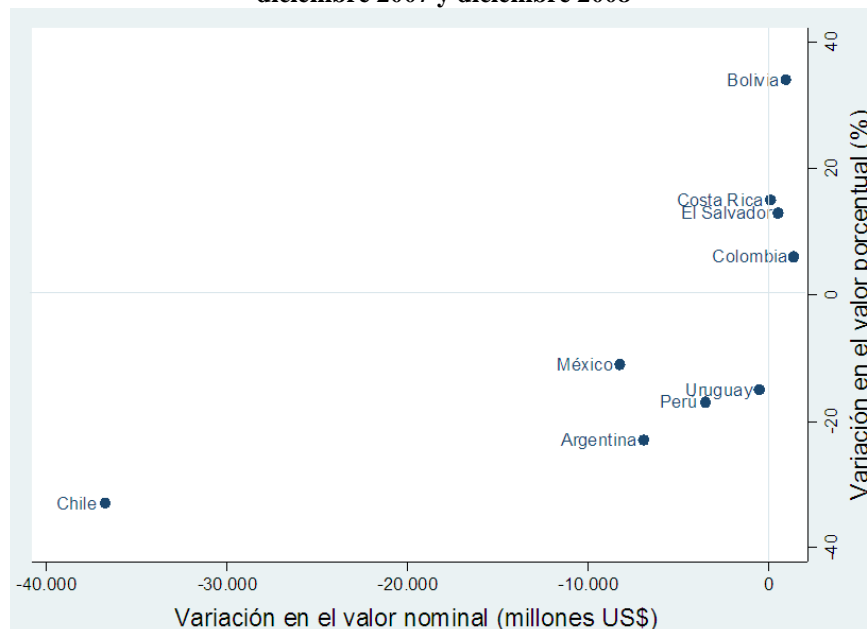 diciembre 2007 y diciembre 2008
Bolivia
Costa Rica
El Salvador
Colombia
México
Uruguay
Perú
Argentina
Chile
40
20
0
-20
-40
Variación en el valor porcentual (%)
-40.000
-30.000
-20.000
-10.000
0
Variación en el valor nominal (millones US$)